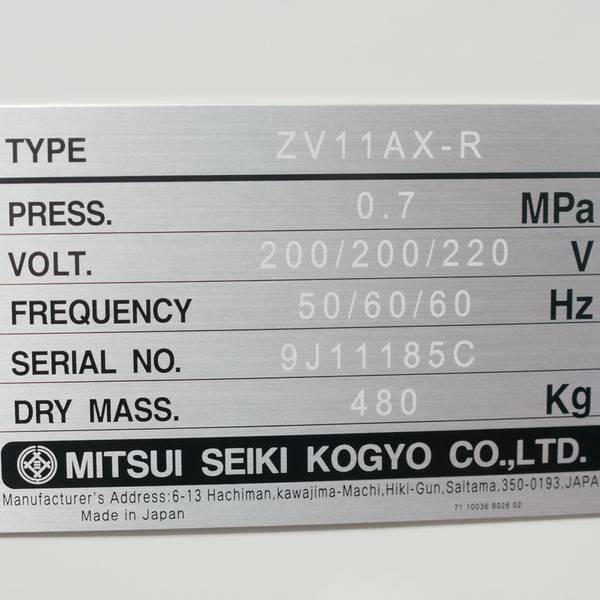 TYPE ZV11AX-R
PRESS. 0.7 MPa
VOLT. 200/200/220 V
FREQUENCY 50/60/60 Hz
SERIAL NO. 9J11185C
DRY MASS. 480 Kg
MITSUI SEIKI KOGYO CO.,LTD.
Manufacturer's Address:6-13 Hachiman,kawajima-Machi,Hiki-Gun,Saitama,350-0193,JAPA
Made in Japan 71 10036 8026 02